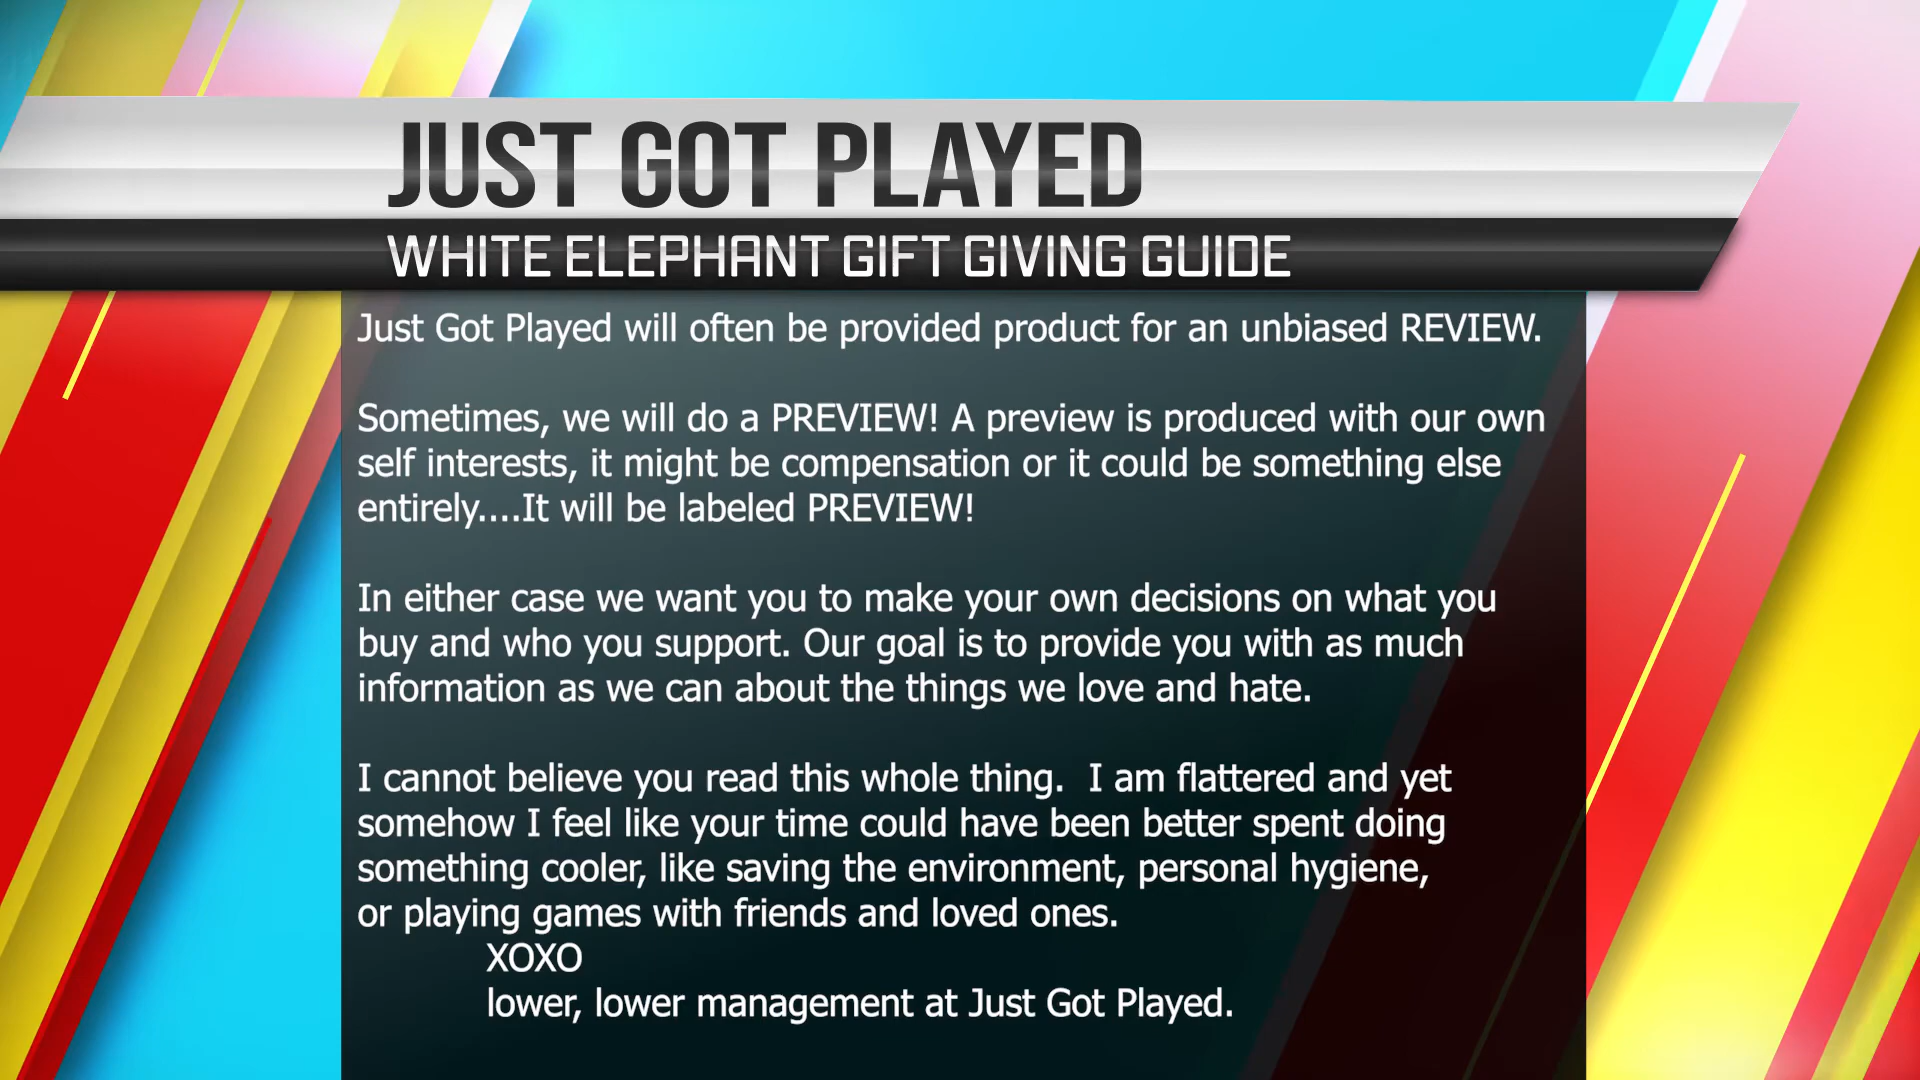 JUST GOT PLAYED
WHITE ELEPHANT GIFT GIVING GUIDE
Just Got Played will often be provided product for an unbiased REVIEW.
Sometimes, we will do a PREVIEW! A preview is produced with our own
self interests, it might be compensation or it could be something else
entirely....It will be labeled PREVIEW!
In either case we want you to make your own decisions on what you
buy and who you support. Our goal is to provide you with as much
information as we can about the things we love and hate.
I cannot believe you read this whole thing.  I am flattered and yet
somehow I feel like your time could have been better spent doing
something cooler, like saving the environment, personal hygiene,
or playing games with friends and loved ones.
XOXO
lower, lower management at Just Got Played.